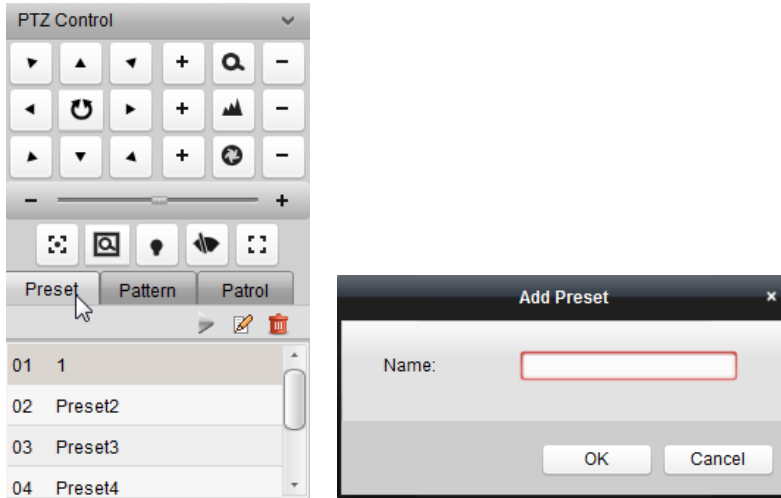 PTZ Control
Preset
Pattern
Patrol
01 1
02 Preset2
03 Preset3
04 Preset4
Add Preset
Name:
OK
Cancel